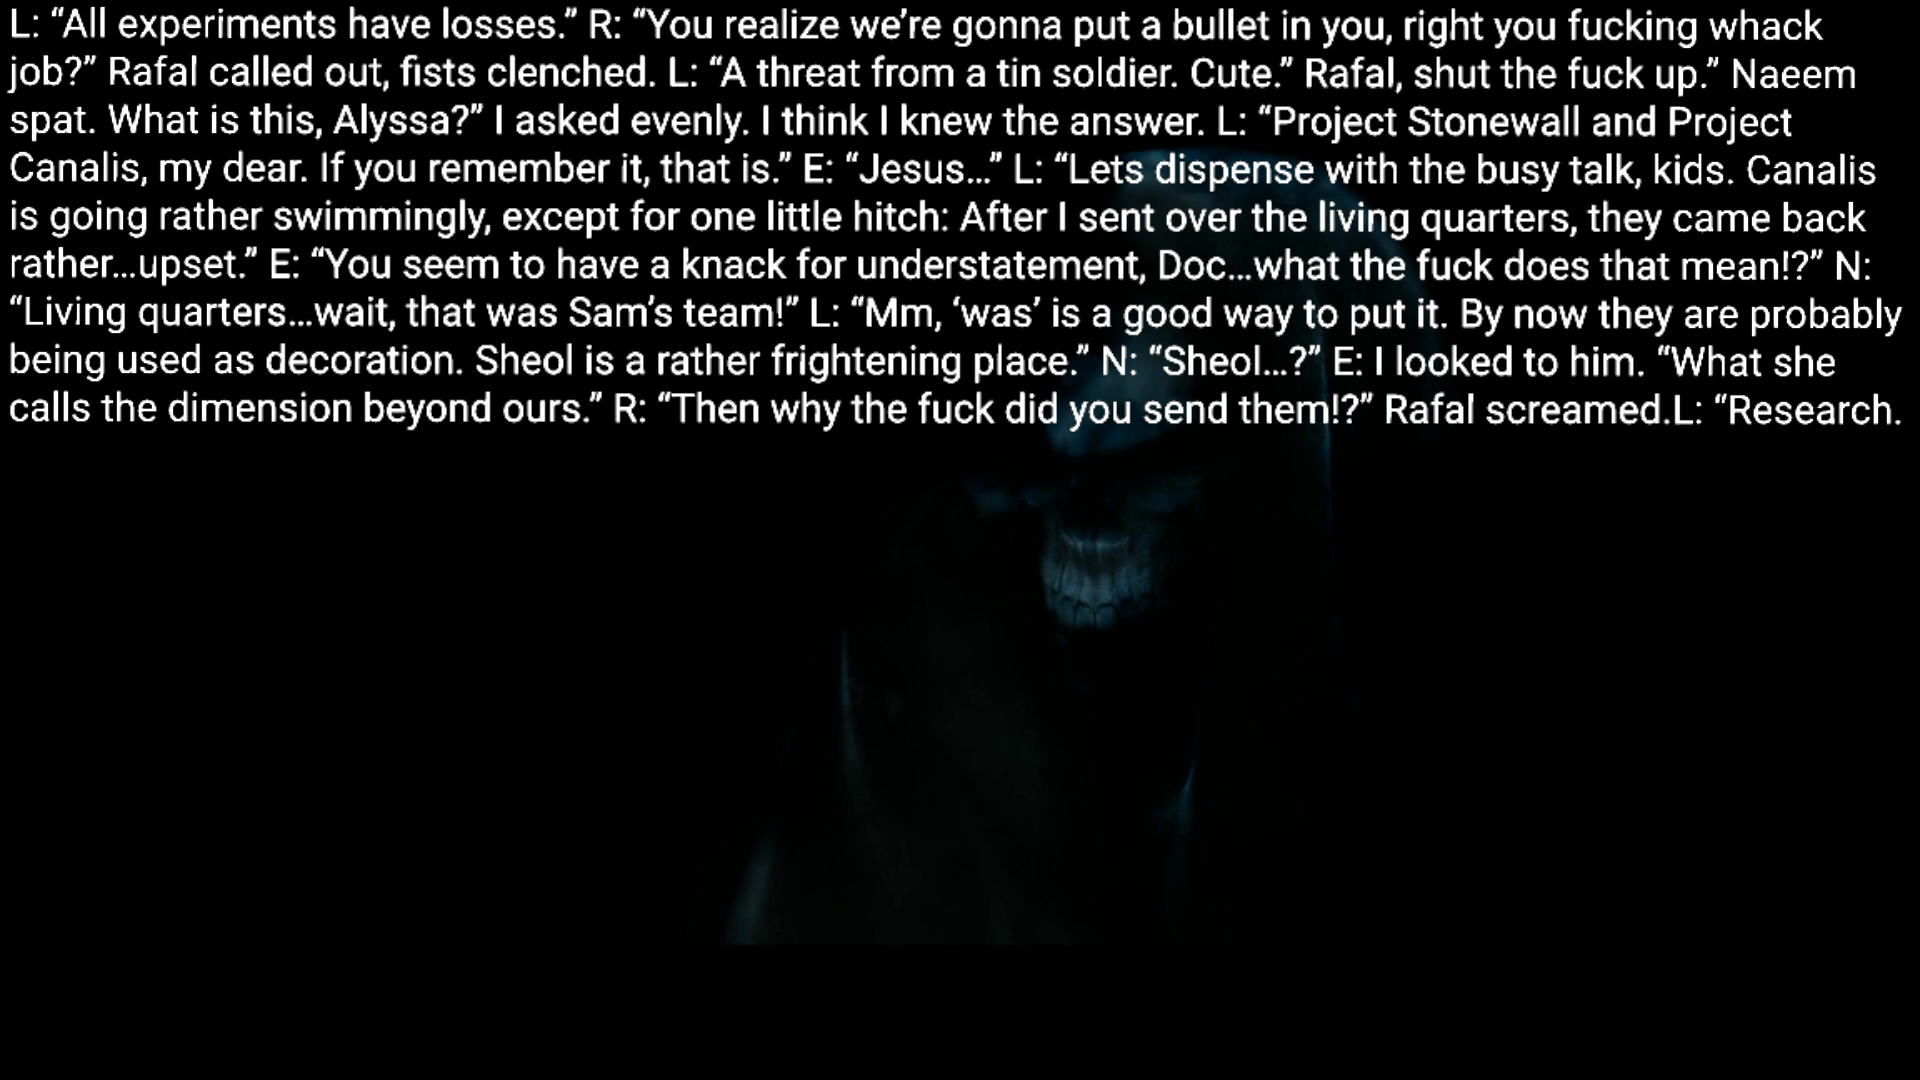 L: “All experiments have losses.” R: “You realize we’re gonna put a bullet in you, right you fucking whack
job?” Rafal called out, fists clenched. L: “A threat from a tin soldier. Cute.” Rafal, shut the fuck up.” Naeem
spat. What is this, Alyssa?” I asked evenly. I think I knew the answer. L: “Project Stonewall and Project
Canalis, my dear. If you remember it, that is.” E: “Jesus…” L: “Lets dispense with the busy talk, kids. Canalis
is going rather swimmingly, except for one little hitch: After I sent over the living quarters, they came back
rather…upset.” E: “You seem to have a knack for understatement, Doc…what the fuck does that mean!?” N:
“Living quarters…wait, that was Sam’s team!” L: “Mm, ‘was’ is a good way to put it. By now they are probably
being used as decoration. Sheol is a rather frightening place.” N: “Sheol…?” E: I looked to him. “What she
calls the dimension beyond ours.” R: “Then why the fuck did you send them!?” Rafal screamed.L: “Research.